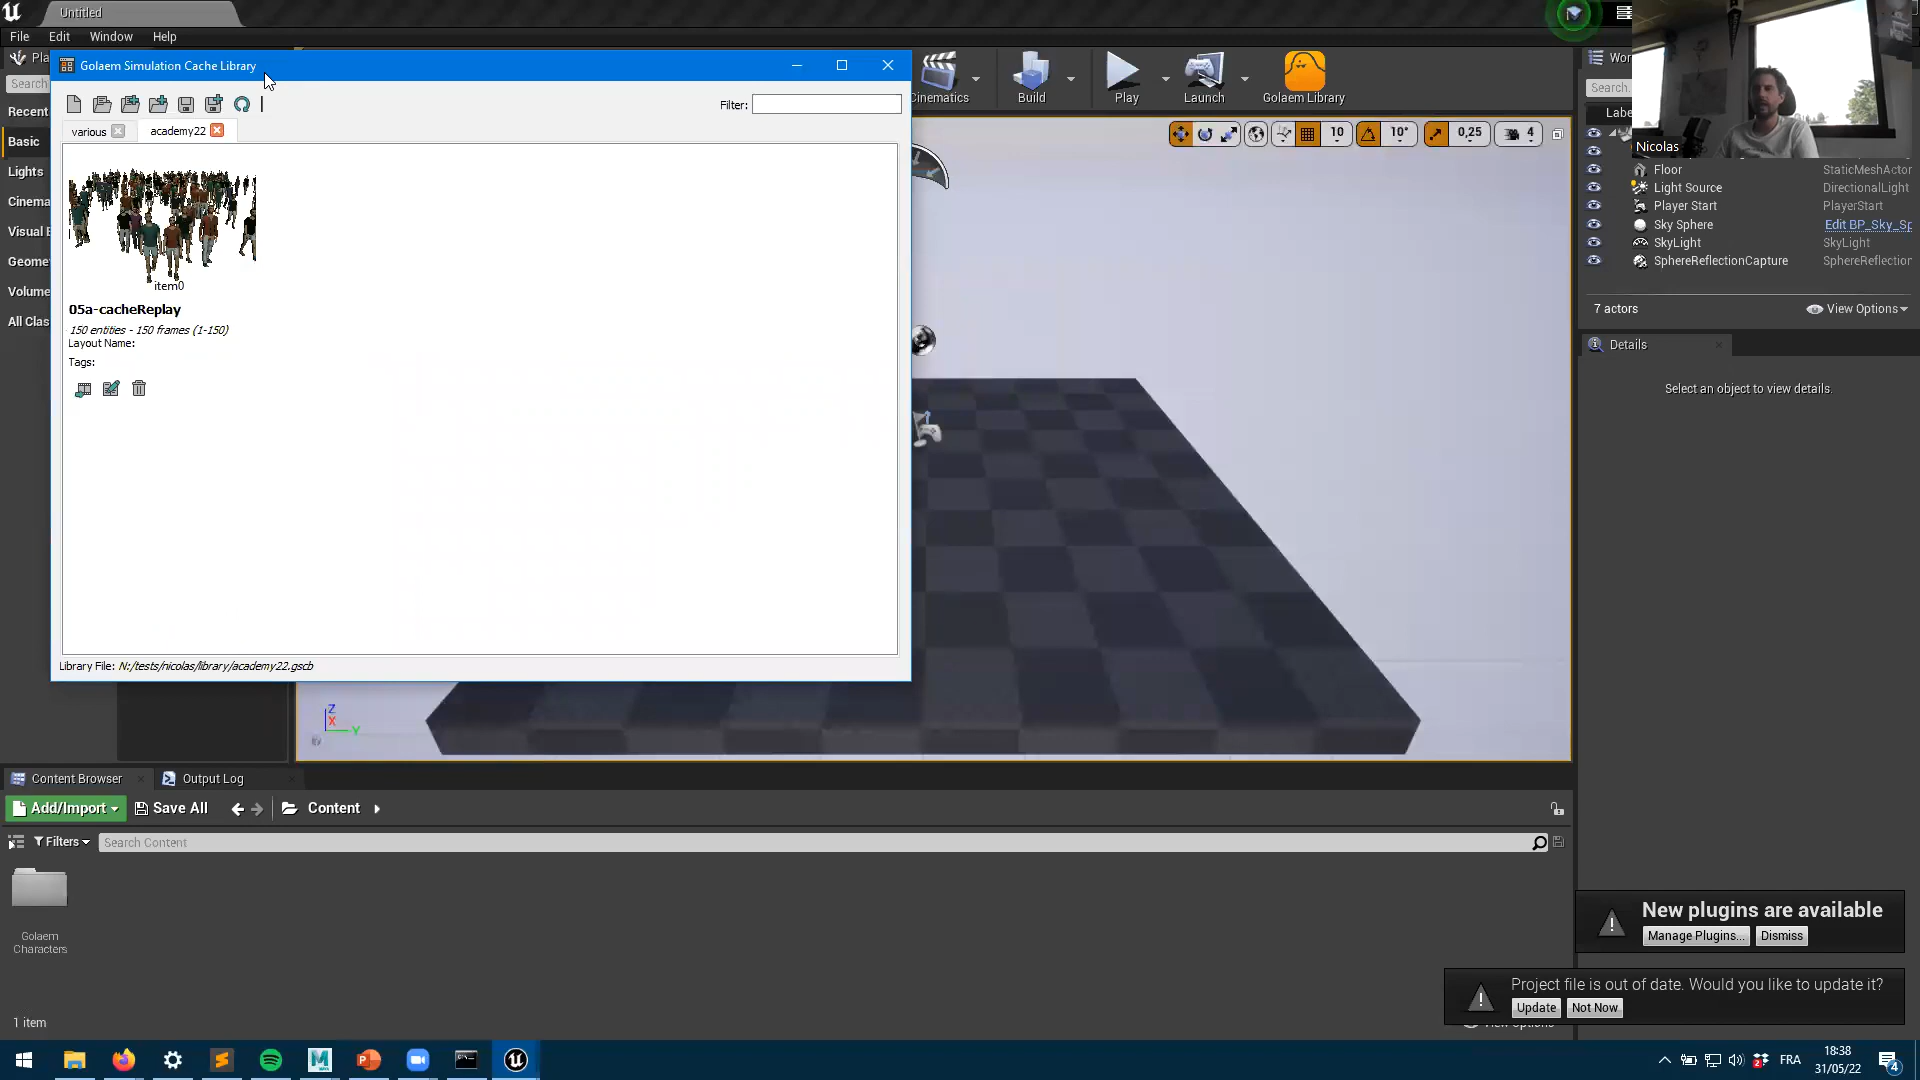 Untitled
File Edit Window Help
Golaem Simulation Cache Library
Filter:
various
academy22
item0
05a-cacheReplay
150 entities - 150 frames (1-150)
Layout Name:
Tags:
Library File: N:/tests/nicolas/library/academy22.gscb
Search
Recent
Basic
Lights
Cinema
Visual E
Geome
Volume
All Clas
Cinematics
Build
Play
Launch
Golaem Library
10
10°
0,25
4
Nicolas
Search.
Floor StaticMeshActor
Light Source DirectionalLight
Player Start PlayerStart
Sky Sphere Edit BP_Sky_Sp
SkyLight SkyLight
SphereReflectionCapture SphereReflection
7 actors
View Options
Details
Select an object to view details.
Z
X
Y
Content Browser
Output Log
Add/Import
Save All
Content
Filters
Search Content
Golaem
Characters
1 item
New plugins are available
Manage Plugins...
Dismiss
Project file is out of date. Would you like to update it?
Update
Not Now
View Options
FRA
18:38
31/05/22
4